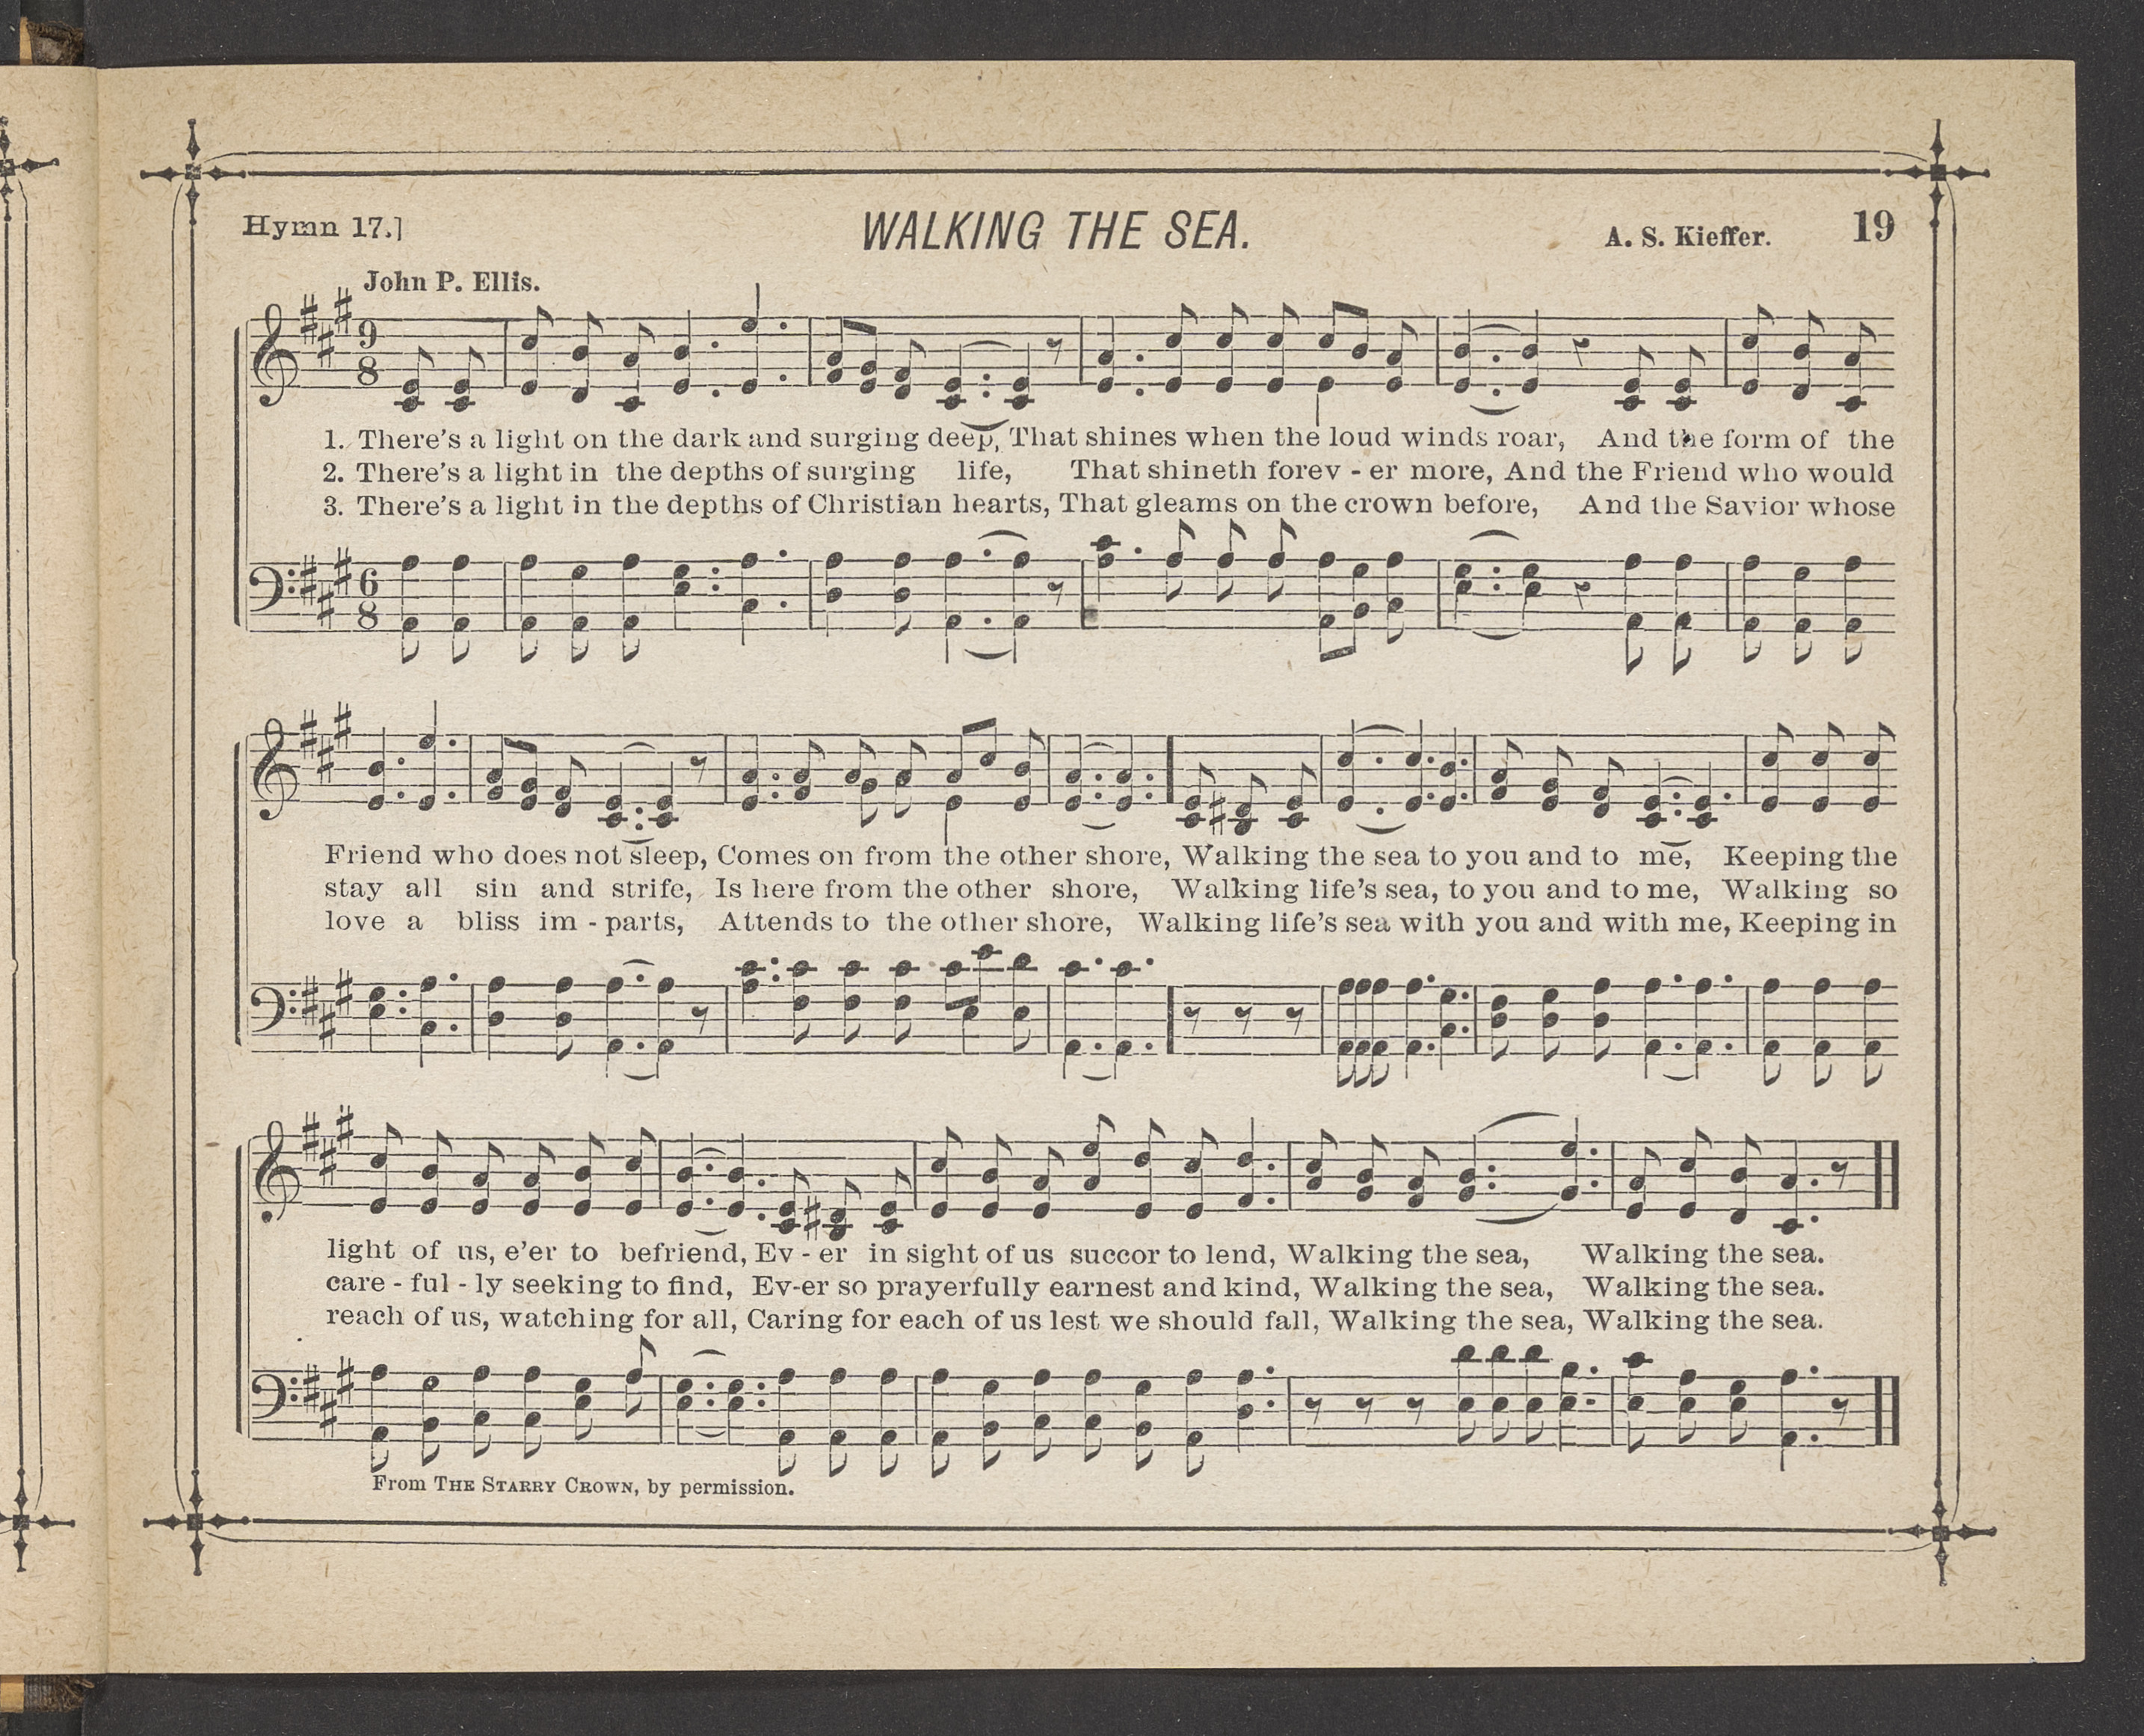 Hymn 17.]
WALKING THE SEA.
A. S. Kieffer.
19
John P. Ellis.
9
8
1. There's a light on the dark and surging deep, That shines when the loud winds roar, And the form of the
2. There's a light in the depths of surging life, That shineth forev - er more, And the Friend who would
3. There's a light in the depths of Christian hearts, That gleams on the crown before, And the Savior whose
6
8
Friend who does not sleep, Comes on from the other shore, Walking the sea to you and to me, Keeping the
stay all sin and strife, Is here from the other shore, Walking life's sea, to you and to me, Walking so
love a bliss im - parts, Attends to the other shore, Walking life's sea with you and with me, Keeping in
light of us, e'er to befriend, Ev - er in sight of us succor to lend, Walking the sea, Walking the sea.
care - ful - ly seeking to find, Ev-er so prayerfully earnest and kind, Walking the sea, Walking the sea.
reach of us, watching for all, Caring for each of us lest we should fall, Walking the sea, Walking the sea.
From THE STARRY CROWN, by permission.